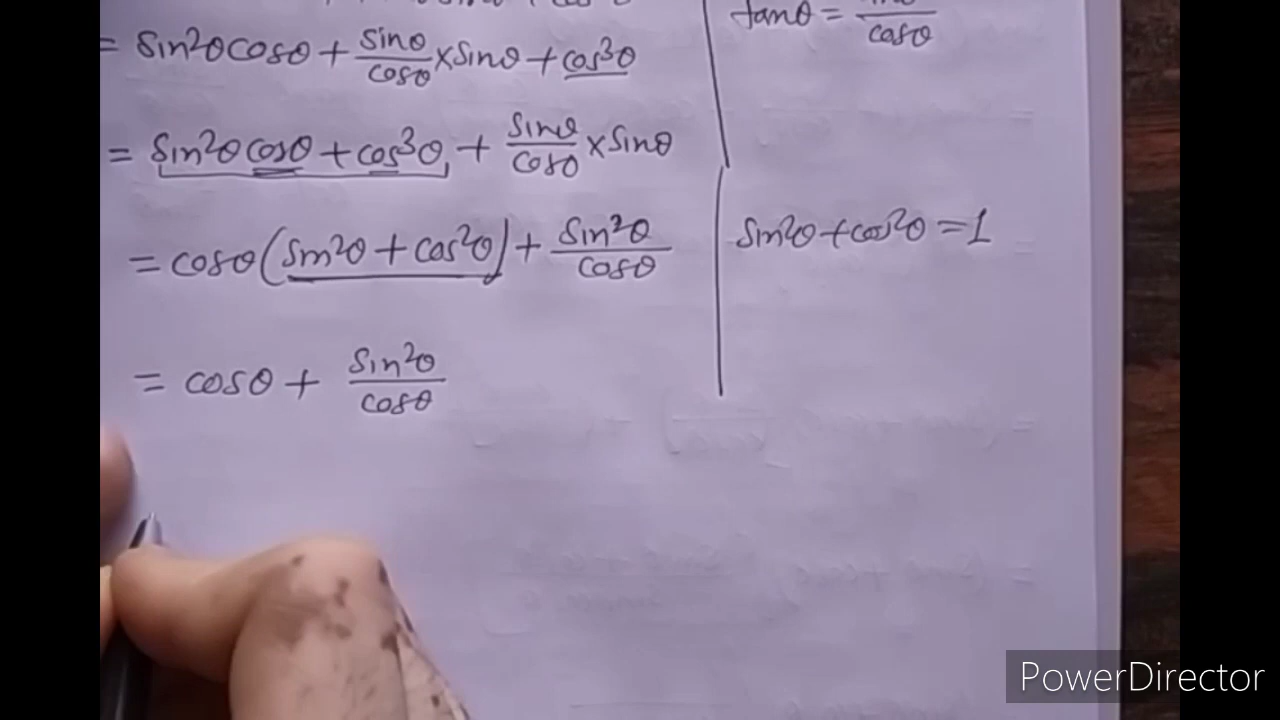 tanθ = sinθ/cosθ
= sin²θcosθ + sinθ/cosθ × sinθ + cos³θ
= sin²θcosθ + cos³θ + sinθ/cosθ × sinθ
= cosθ(sin²θ + cos²θ) + sin²θ/cosθ
sin²θ + cos²θ = 1
= cosθ + sin²θ/cosθ
PowerDirector